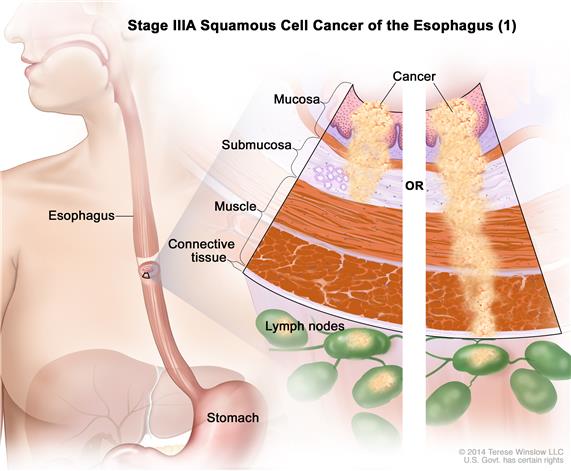 Stage IIIA Squamous Cell Cancer of the Esophagus (1)
Cancer
Mucosa
Submucosa
OR
Muscle
Esophagus
Connective
tissue
Lymph nodes
Stomach
© 2014 Terese Winslow LLC
U.S. Govt. has certain rights